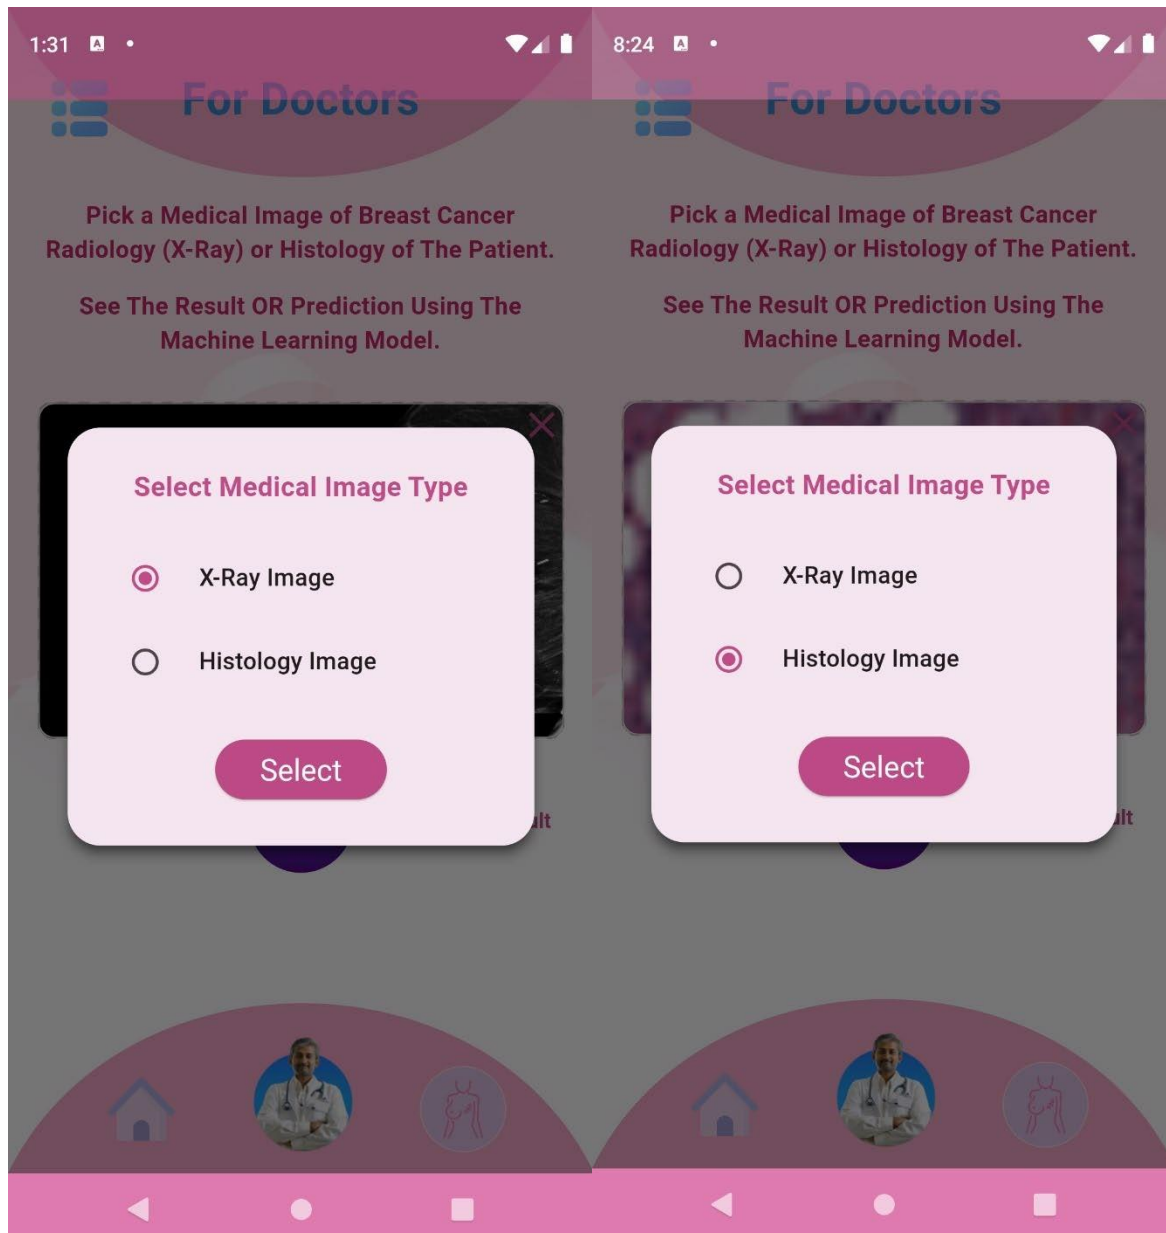 1:31
For Doctors
Pick a Medical Image of Breast Cancer
Radiology (X-Ray) or Histology of The Patient.
See The Result OR Prediction Using The
Machine Learning Model.
Select Medical Image Type
X-Ray Image
Histology Image
Select
8:24
For Doctors
Pick a Medical Image of Breast Cancer
Radiology (X-Ray) or Histology of The Patient.
See The Result OR Prediction Using The
Machine Learning Model.
Select Medical Image Type
X-Ray Image
Histology Image
Select